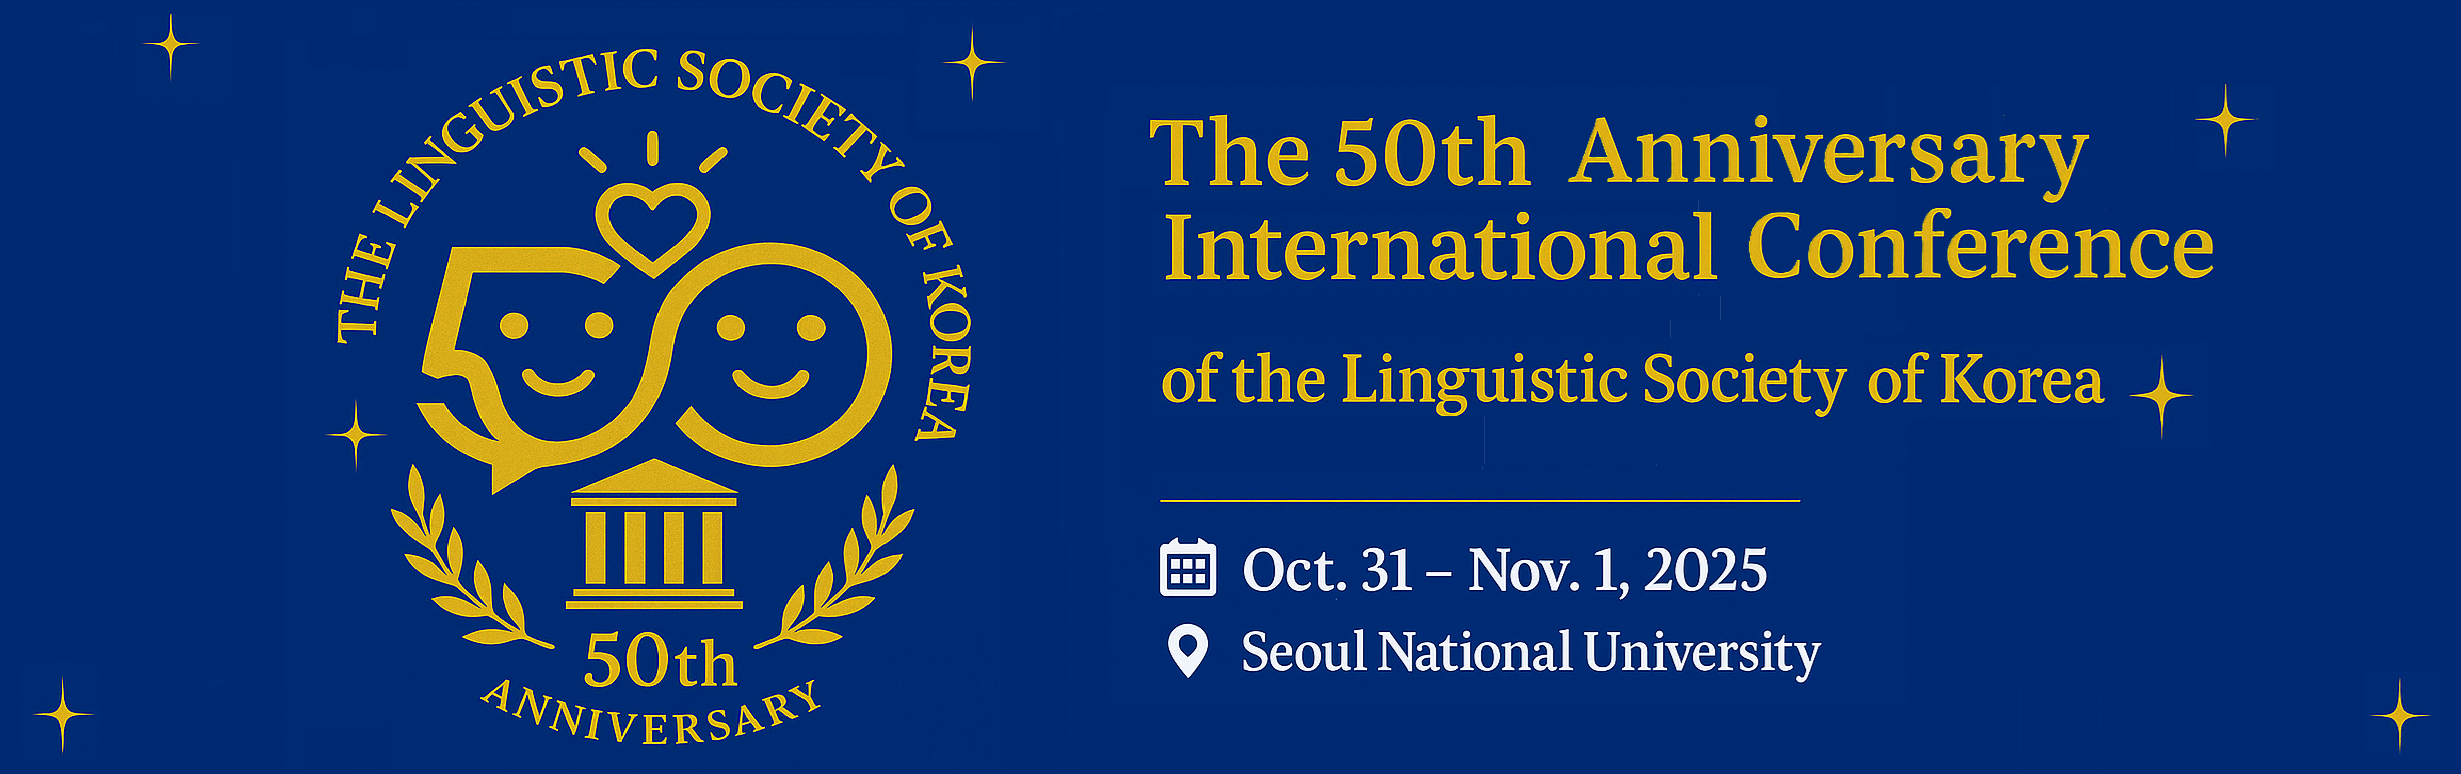 THE LINGUISTIC SOCIETY OF KOREA
50
50th
ANNIVERSARY
The 50th Anniversary
International Conference
of the Linguistic Society of Korea
Oct. 31 – Nov. 1, 2025
Seoul National University